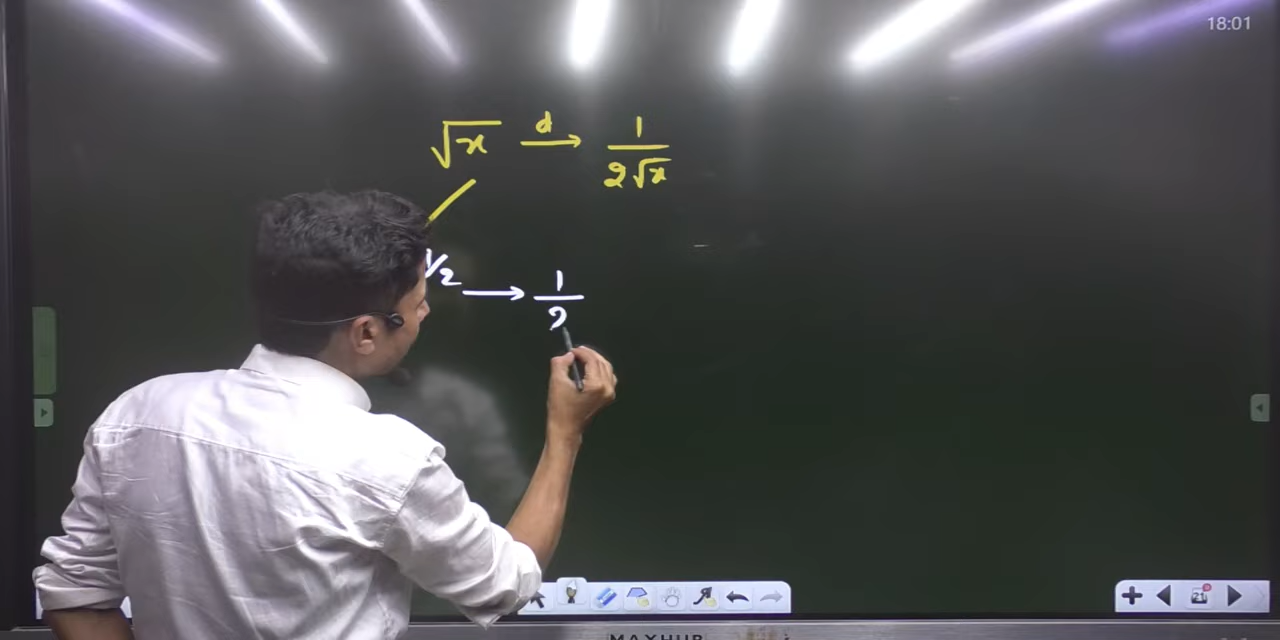 18:01
√x →d 1/2√x
1/2 → 1/2
21
MAXHUB